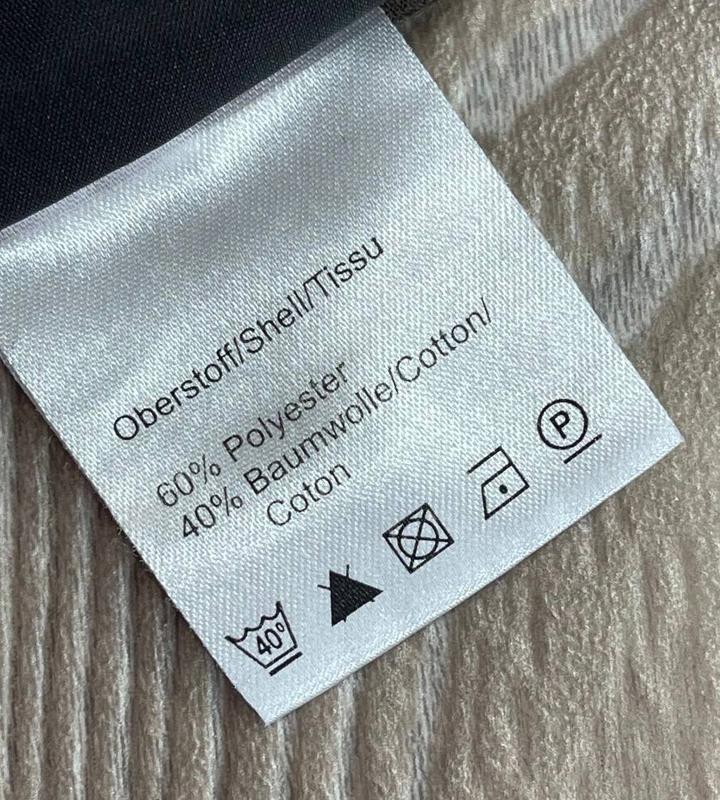 Oberstoff/Shell/Tissu
60% Polyester
40% Baumwolle/Cotton/
Coton
40°
P